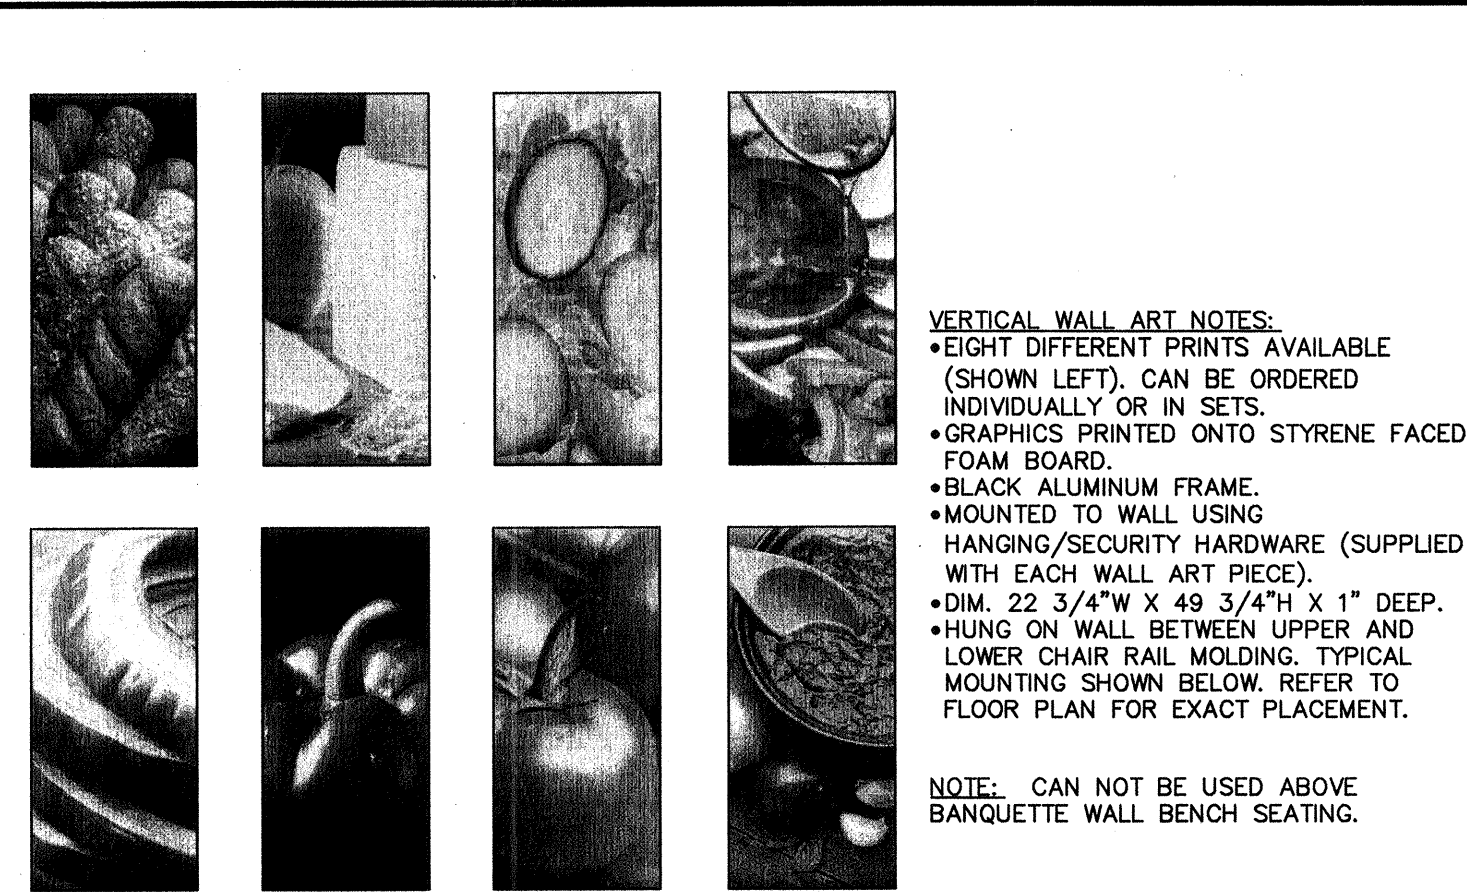 VERTICAL WALL ART NOTES:
•EIGHT DIFFERENT PRINTS AVAILABLE
(SHOWN LEFT). CAN BE ORDERED
INDIVIDUALLY OR IN SETS.
•GRAPHICS PRINTED ONTO STYRENE FACED
FOAM BOARD.
•BLACK ALUMINUM FRAME.
•MOUNTED TO WALL USING
HANGING/SECURITY HARDWARE (SUPPLIED
WITH EACH WALL ART PIECE).
•DIM. 22 3/4"W X 49 3/4"H X 1" DEEP.
•HUNG ON WALL BETWEEN UPPER AND
LOWER CHAIR RAIL MOLDING. TYPICAL
MOUNTING SHOWN BELOW. REFER TO
FLOOR PLAN FOR EXACT PLACEMENT.
NOTE: CAN NOT BE USED ABOVE
BANQUETTE WALL BENCH SEATING.